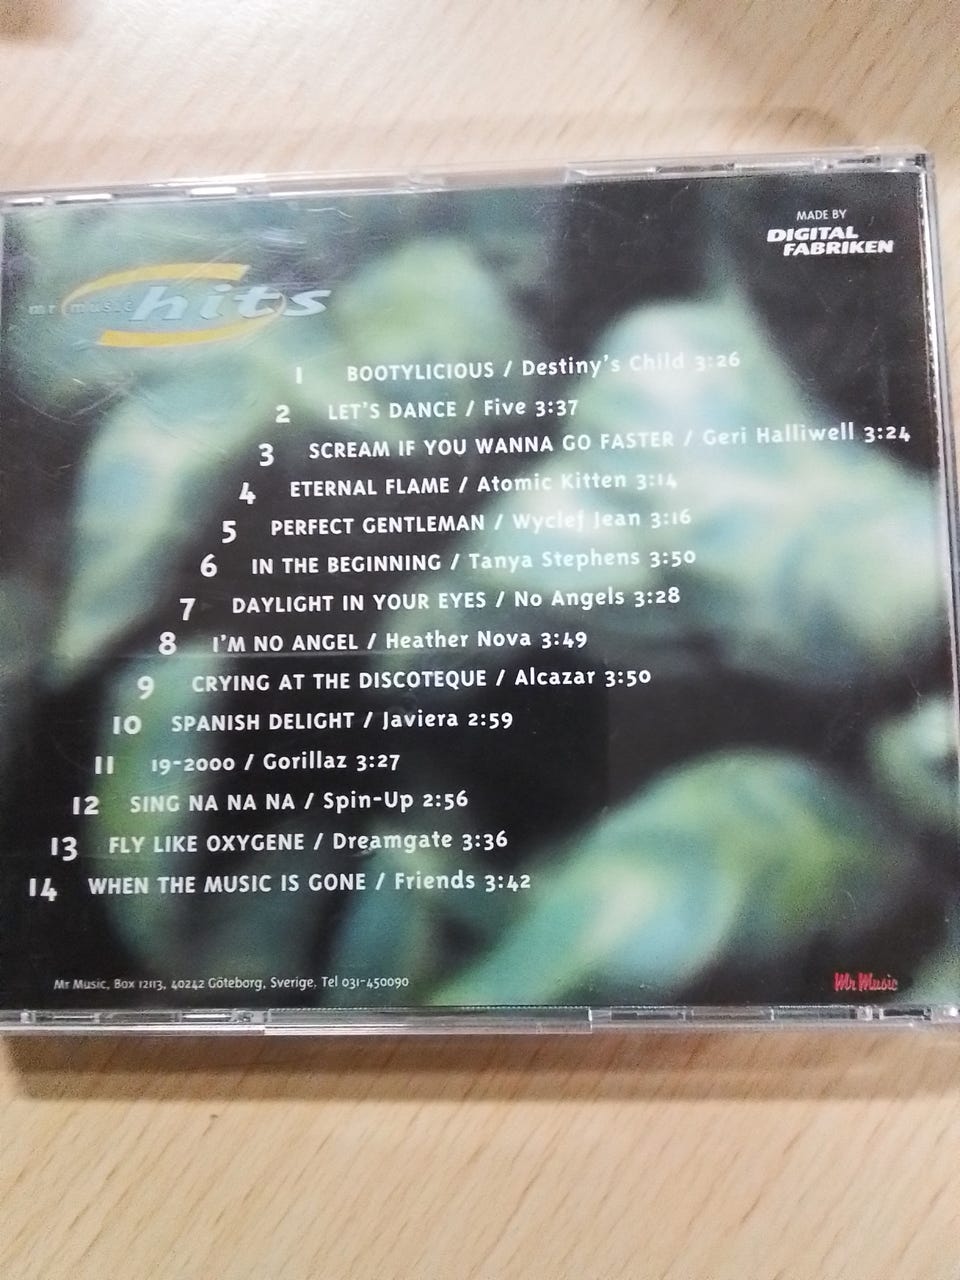 MADE BY
DIGITAL
FABRIKEN
mr music hits
1 BOOTYLICIOUS / Destiny's Child 3:26
2 LET'S DANCE / Five 3:37
3 SCREAM IF YOU WANNA GO FASTER / Geri Halliwell 3:24
4 ETERNAL FLAME / Atomic Kitten 3:14
5 PERFECT GENTLEMAN / Wyclef Jean 3:16
6 IN THE BEGINNING / Tanya Stephens 3:50
7 DAYLIGHT IN YOUR EYES / No Angels 3:28
8 I'M NO ANGEL / Heather Nova 3:49
9 CRYING AT THE DISCOTEQUE / Alcazar 3:50
10 SPANISH DELIGHT / Javiera 2:59
11 19-2000 / Gorillaz 3:27
12 SING NA NA NA / Spin-Up 2:56
13 FLY LIKE OXYGENE / Dreamgate 3:36
14 WHEN THE MUSIC IS GONE / Friends 3:42
Mr Music, Box 12113, 40242 Göteborg, Sverige, Tel 031-450090
Mr Music